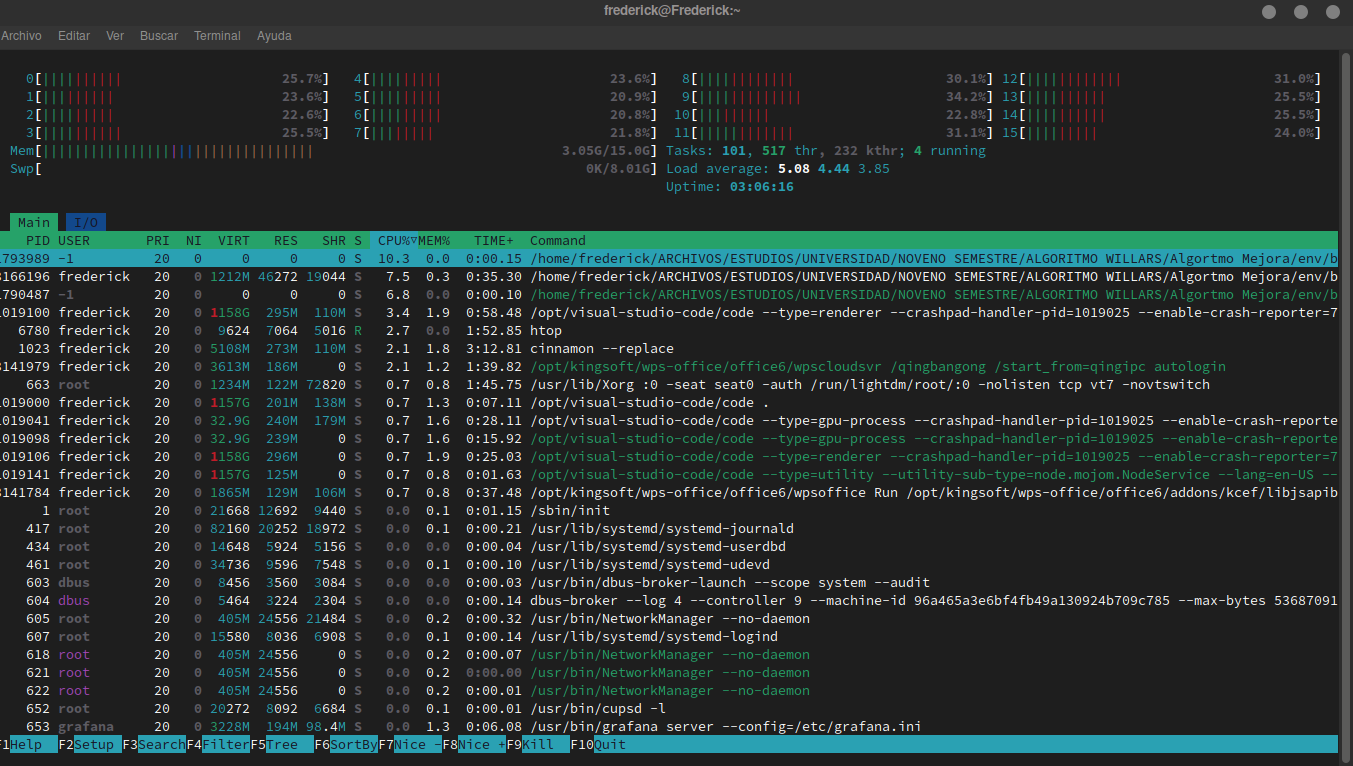 frederick@Frederick:~
Archivo Editar Ver Buscar Terminal Ayuda
0[||||||||||25.7%] 4[|||||||||23.6%] 8[||||||||||||30.1%] 12[||||||||||||31.0%]
1[|||||||||23.6%] 5[|||||||||20.9%] 9[|||||||||||||34.2%] 13[||||||||||25.5%]
2[|||||||||22.6%] 6[|||||||||20.8%] 10[|||||||||22.8%] 14[||||||||||25.5%]
3[||||||||||25.5%] 7[||||||||21.8%] 11[||||||||||||31.1%] 15[|||||||||24.0%]
Mem[||||||||||||||||||||||||||||||||||3.05G/15.0G] Tasks: 101, 517 thr, 232 kthr; 4 running
Swp[ 0K/8.01G] Load average: 5.08 4.44 3.85
Uptime: 03:06:16
Main I/O
PID USER PRI NI VIRT RES SHR S CPU%▽MEM% TIME+ Command
1793989 -1 20 0 0 0 0 S 10.3 0.0 0:00.15 /home/frederick/ARCHIVOS/ESTUDIOS/UNIVERSIDAD/NOVENO SEMESTRE/ALGORITMO WILLARS/Algortmo Mejora/env/b
3166196 frederick 20 0 1212M 46272 19044 S 7.5 0.3 0:35.30 /home/frederick/ARCHIVOS/ESTUDIOS/UNIVERSIDAD/NOVENO SEMESTRE/ALGORITMO WILLARS/Algortmo Mejora/env/b
1790487 -1 20 0 0 0 0 S 6.8 0.0 0:00.10 /home/frederick/ARCHIVOS/ESTUDIOS/UNIVERSIDAD/NOVENO SEMESTRE/ALGORITMO WILLARS/Algortmo Mejora/env/b
1019100 frederick 20 0 1158G 295M 110M S 3.4 1.9 0:58.48 /opt/visual-studio-code/code --type=renderer --crashpad-handler-pid=1019025 --enable-crash-reporter=7
6780 frederick 20 0 9624 7064 5016 R 2.7 0.0 1:52.85 htop
1023 frederick 20 0 5108M 273M 110M S 2.1 1.8 3:12.81 cinnamon --replace
3141979 frederick 20 0 3613M 186M 0 S 2.1 1.2 1:39.82 /opt/kingsoft/wps-office/office6/wpscloudsvr /qingbangong /start_from=qingipc autologin
663 root 20 0 1234M 122M 72820 S 0.7 0.8 1:45.75 /usr/lib/Xorg :0 -seat seat0 -auth /run/lightdm/root/:0 -nolisten tcp vt7 -novtswitch
1019000 frederick 20 0 1157G 201M 138M S 0.7 1.3 0:07.11 /opt/visual-studio-code/code .
1019041 frederick 20 0 32.9G 240M 179M S 0.7 1.6 0:28.11 /opt/visual-studio-code/code --type=gpu-process --crashpad-handler-pid=1019025 --enable-crash-reporte
1019098 frederick 20 0 32.9G 239M 0 S 0.7 1.6 0:15.92 /opt/visual-studio-code/code --type=gpu-process --crashpad-handler-pid=1019025 --enable-crash-reporte
1019106 frederick 20 0 1158G 296M 0 S 0.7 1.9 0:25.03 /opt/visual-studio-code/code --type=renderer --crashpad-handler-pid=1019025 --enable-crash-reporter=7
1019141 frederick 20 0 1157G 125M 0 S 0.7 0.8 0:01.63 /opt/visual-studio-code/code --type=utility --utility-sub-type=node.mojom.NodeService --lang=en-US --
3141784 frederick 20 0 1865M 129M 106M S 0.7 0.8 0:37.48 /opt/kingsoft/wps-office/office6/wpsoffice Run /opt/kingsoft/wps-office/office6/addons/kcef/libjsapib
1 root 20 0 21668 12692 9440 S 0.0 0.1 0:01.15 /sbin/init
417 root 20 0 82160 20252 18972 S 0.0 0.1 0:00.21 /usr/lib/systemd/systemd-journald
434 root 20 0 14648 5924 5156 S 0.0 0.0 0:00.04 /usr/lib/systemd/systemd-userdbd
461 root 20 0 34736 9596 7548 S 0.0 0.1 0:00.10 /usr/lib/systemd/systemd-udevd
603 dbus 20 0 8456 3560 3084 S 0.0 0.0 0:00.03 /usr/bin/dbus-broker-launch --scope system --audit
604 dbus 20 0 5464 3224 2304 S 0.0 0.0 0:00.14 dbus-broker --log 4 --controller 9 --machine-id 96a465a3e6bf4fb49a130924b709c785 --max-bytes 53687091
605 root 20 0 405M 24556 21484 S 0.0 0.2 0:00.32 /usr/bin/NetworkManager --no-daemon
607 root 20 0 15580 8036 6908 S 0.0 0.1 0:00.14 /usr/lib/systemd/systemd-logind
618 root 20 0 405M 24556 0 S 0.0 0.2 0:00.07 /usr/bin/NetworkManager --no-daemon
621 root 20 0 405M 24556 0 S 0.0 0.2 0:00.00 /usr/bin/NetworkManager --no-daemon
622 root 20 0 405M 24556 0 S 0.0 0.2 0:00.01 /usr/bin/NetworkManager --no-daemon
652 root 20 0 20272 8092 6684 S 0.0 0.1 0:00.01 /usr/bin/cupsd -l
653 grafana 20 0 3228M 194M 98.4M S 0.0 1.3 0:06.08 /usr/bin/grafana server --config=/etc/grafana.ini
F1Help F2Setup F3SearchF4FilterF5Tree F6SortByF7Nice -F8Nice +F9Kill F10Quit